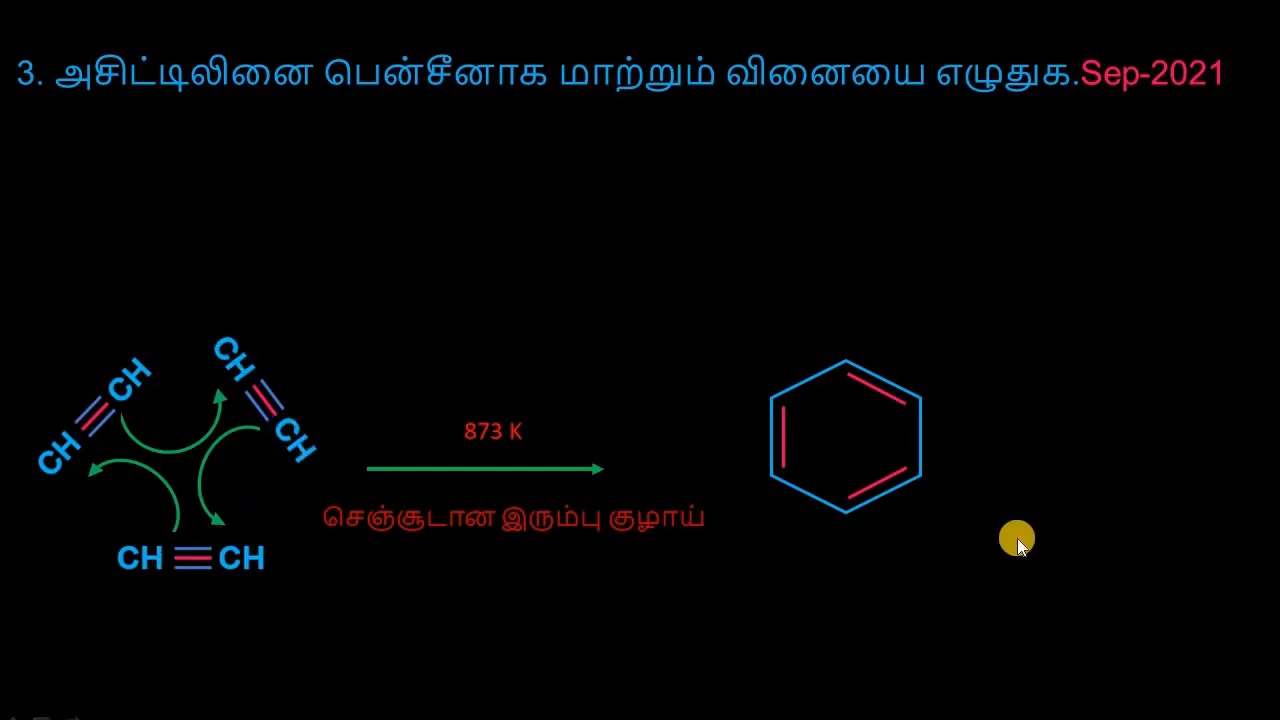 3. அசிட்டிலினை பென்சீனாக மாற்றும் வினையை எழுதுக.Sep-2021
CH
CH
CH
CH
873 K
செஞ்சூடான இரும்பு குழாய்
CH
CH